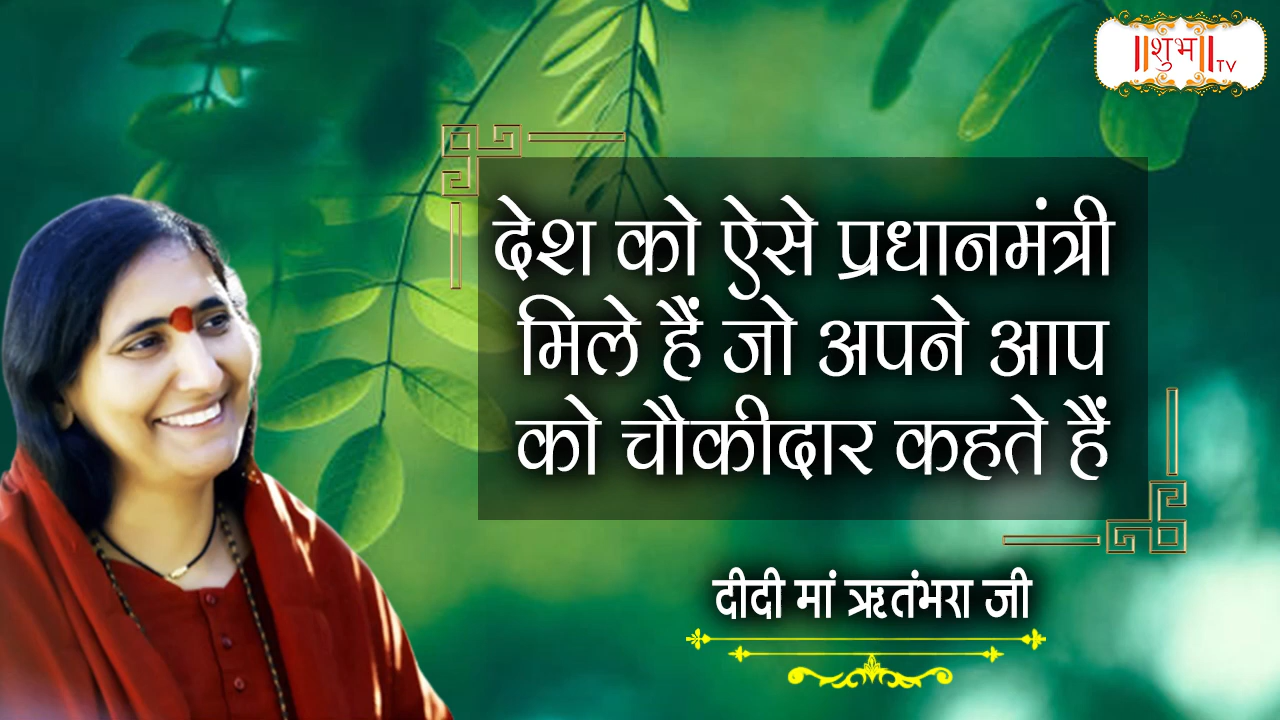 ॥शुभ॥TV
देश को ऐसे प्रधानमंत्री
मिले हैं जो अपने आप
को चौकीदार कहते हैं
दीदी मां ऋतंभरा जी